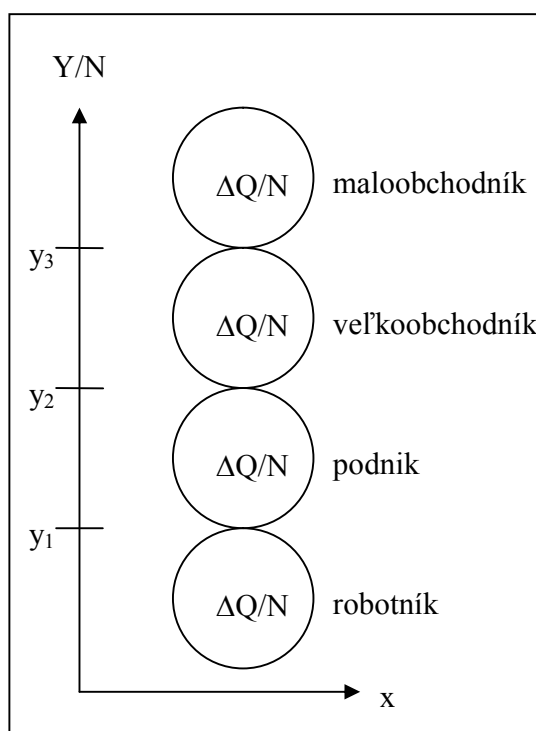 Y/N
ΔQ/N maloobchodník
y₃
ΔQ/N veľkoobchodník
y₂
ΔQ/N podnik
y₁
ΔQ/N robotník
x